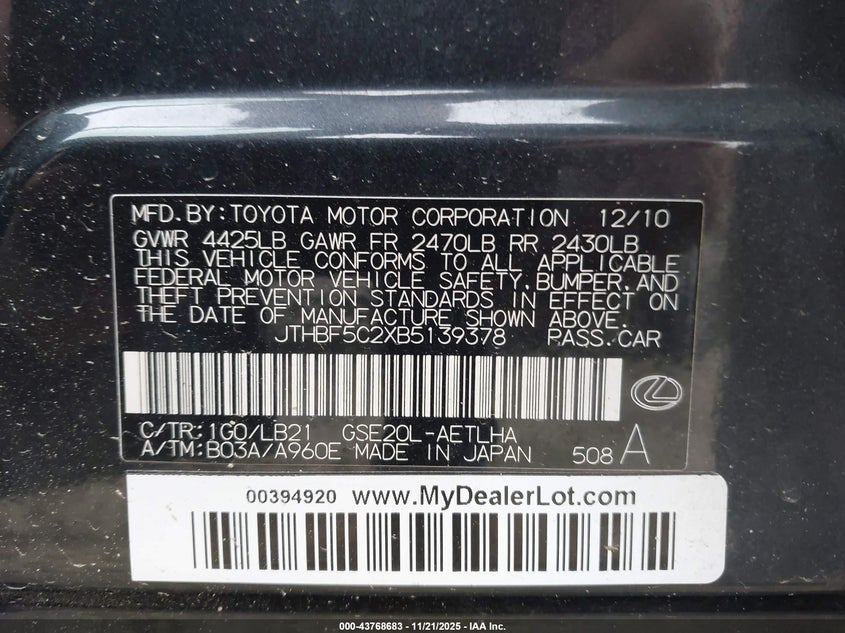 MFD.BY:TOYOTA MOTOR CORPORATION 12/10
GVWR 4425LB GAWR FR 2470LB RR 2430LB
THIS VEHICLE CONFORMS TO ALL APPLICABLE
FEDERAL MOTOR VEHICLE SAFETY,BUMPER,AND
THEFT PREVENTION STANDARDS IN EFFECT ON
THE DATE OF MANUFACTURE SHOWN ABOVE.
JTHBF5C2XB5139378 PASS.CAR
C/TR:1G0/LB21 GSE20L-AETLHA
A/TM:B03A/A960E MADE IN JAPAN 508 A
00394920 www.MyDealerLot.com
000-43768683 - 11/21/2025 - IAA Inc.